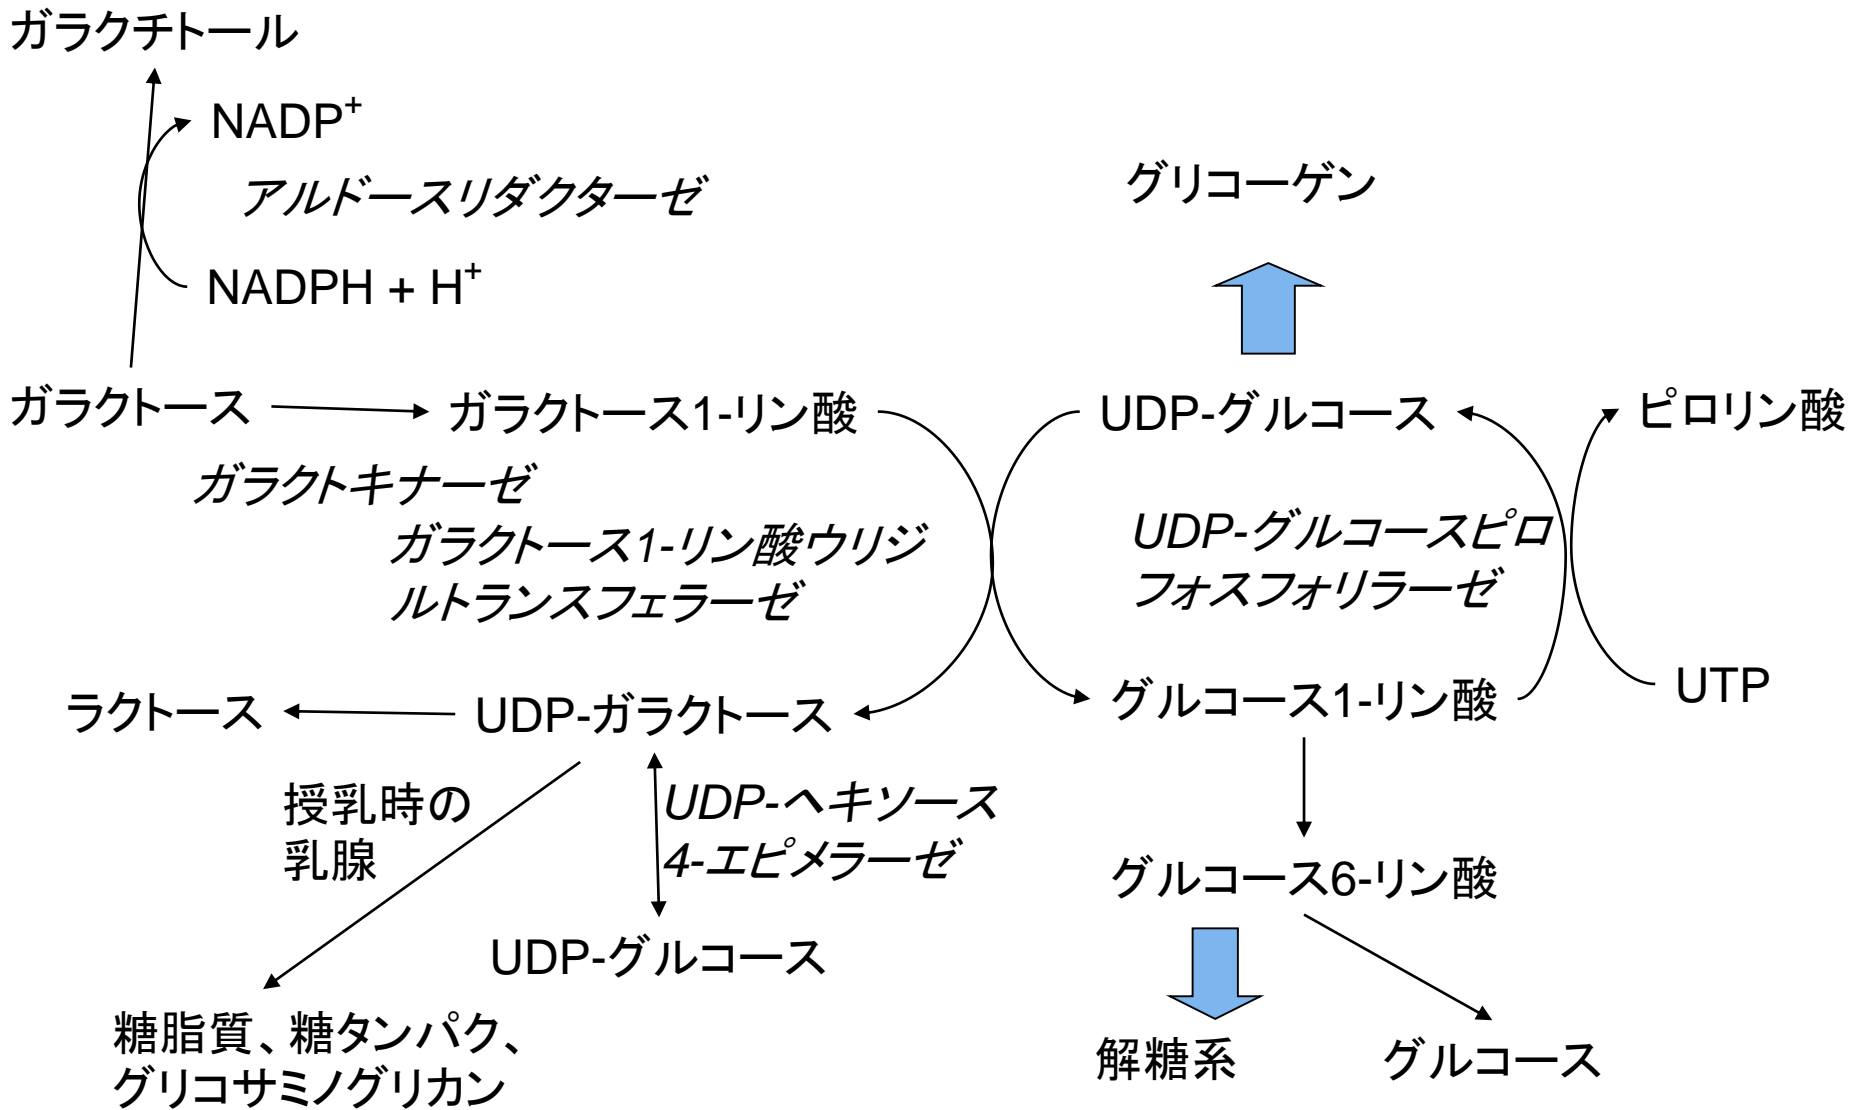 ガラクチトール
NADP⁺
アルドースリダクターゼ
グリコーゲン
NADPH + H⁺
ガラクトース
ガラクトース1-リン酸
UDP-グルコース
ピロリン酸
ガラクトキナーゼ
ガラクトース1-リン酸ウリジ
ルトランスフェラーゼ
UDP-グルコースピロ
フォスフォリラーゼ
ラクトース
UDP-ガラクトース
グルコース1-リン酸
UTP
授乳時の
乳腺
UDP-ヘキソース
4-エピメラーゼ
グルコース6-リン酸
UDP-グルコース
糖脂質、糖タンパク、
グリコサミノグリカン
解糖系
グルコース